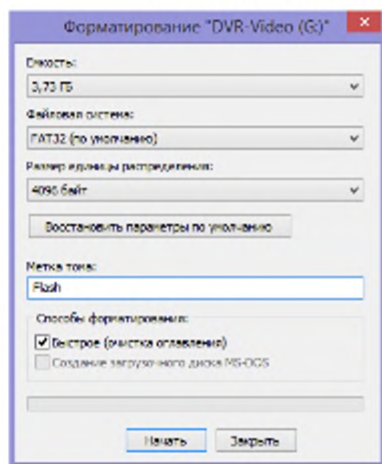 Форматирование "DVR-Video (G:)"
Емкость:
3,73 ГБ
Файловая система:
FAT32 (по умолчанию)
Размер единицы распределения:
4096 байт
Восстановить параметры по умолчанию
Метка тома:
Flash
Способы форматирования:
Быстрое (очистка оглавления)
Создание загрузочного диска MS-DOS
Начать
Закрыть